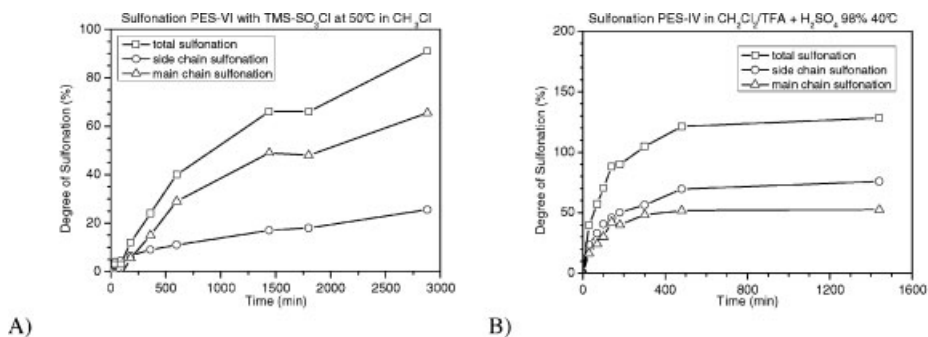 Sulfonation PES-VI with TMS-SO₃Cl at 50°C in CH₃Cl
total sulfonation
side chain sulfonation
main chain sulfonation
Degree of Sulfonation (%)
100
80
60
40
20
0
0 500 1000 1500 2000 2500 3000
Time (min)
A)
Sulfonation PES-IV in CH₂Cl₂/TFA + H₂SO₄ 98% 40°C
total sulfonation
side chain sulfonation
main chain sulfonation
Degree of Sulfonation (%)
200
150
100
50
0
0 400 800 1200 1600
Time (min)
B)